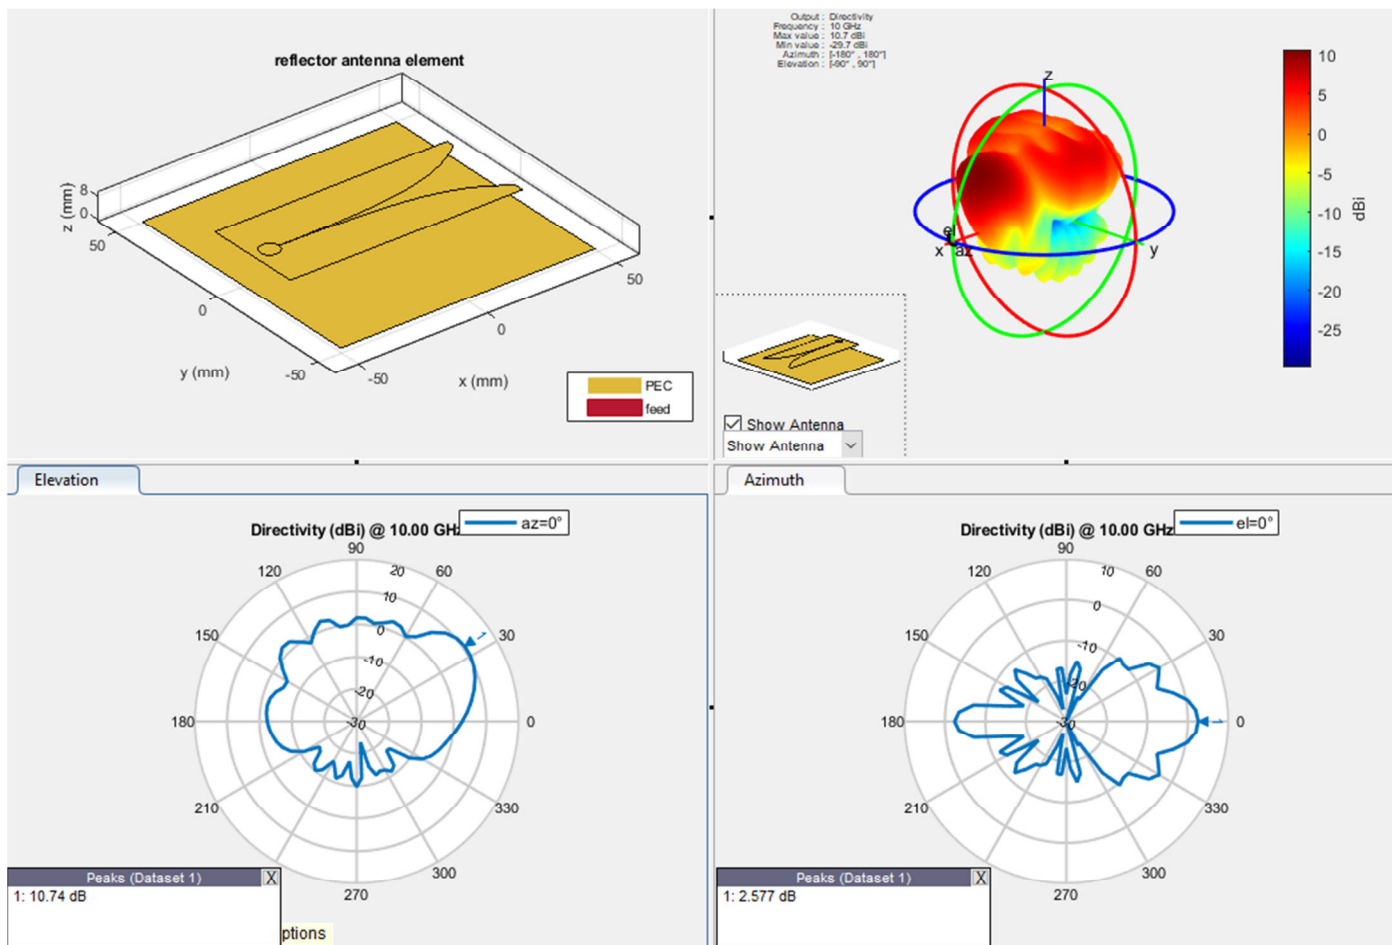 reflector antenna element
z (mm)
8
0
50
0
-50
y (mm)
-50
0
50
x (mm)
PEC
feed
Output : Directivity
Frequency : 10 GHz
Max value : 10.7 dBi
Min value : -29.7 dBi
Azimuth : [-180° , 180°]
Elevation : [-90° , 90°]
z
el
x
az
y
10
5
0
-5
-10
-15
-20
-25
dBi
Show Antenna
Show Antenna
Elevation
Directivity (dBi) @ 10.00 GHz
az=0°
90
120
60
20
10
0
-10
-20
-30
150
30
1
180
0
210
330
300
270
Peaks (Dataset 1)
X
1: 10.74 dB
ptions
Azimuth
Directivity (dBi) @ 10.00 GHz
el=0°
90
120
60
10
0
-10
-20
-30
150
30
180
1
0
210
330
300
270
Peaks (Dataset 1)
X
1: 2.577 dB